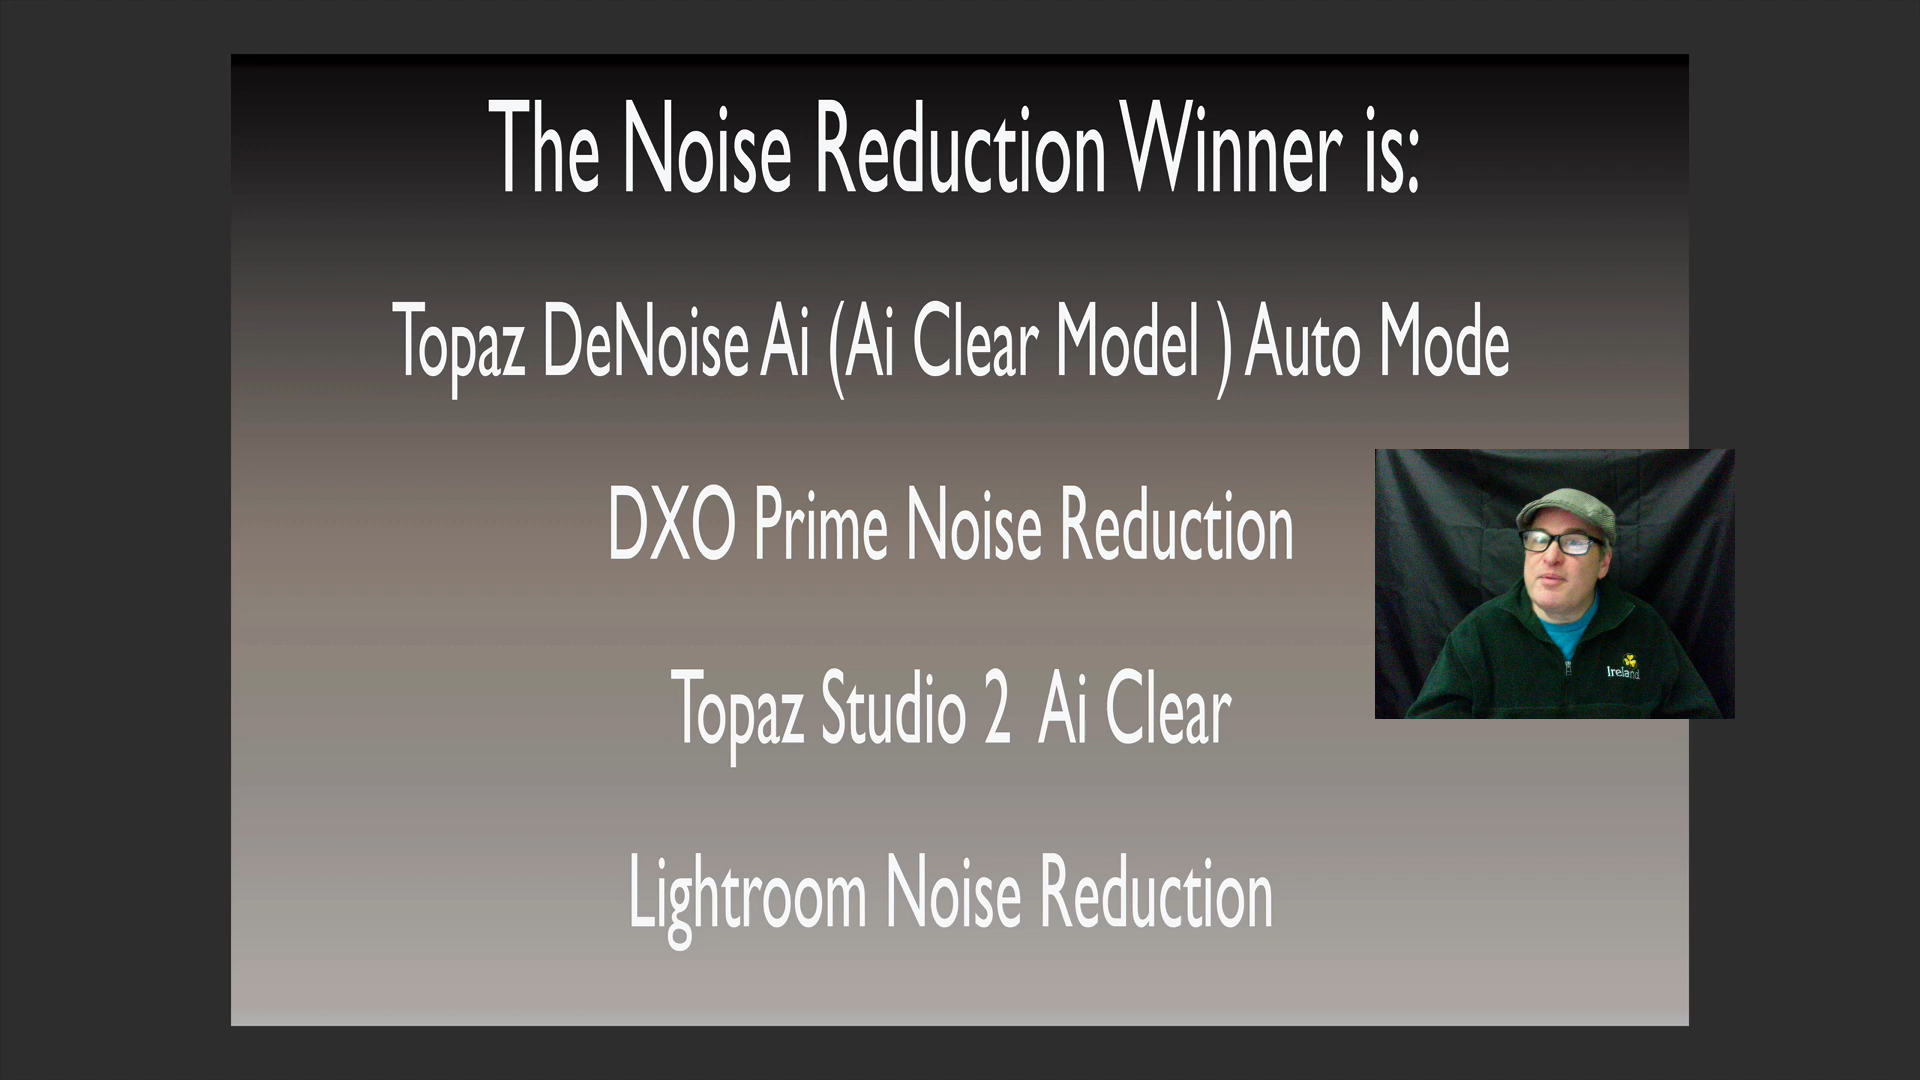 The Noise Reduction Winner is:
Topaz DeNoise Ai (Ai Clear Model ) Auto Mode
DXO Prime Noise Reduction
Topaz Studio 2 Ai Clear
Lightroom Noise Reduction
Ireland